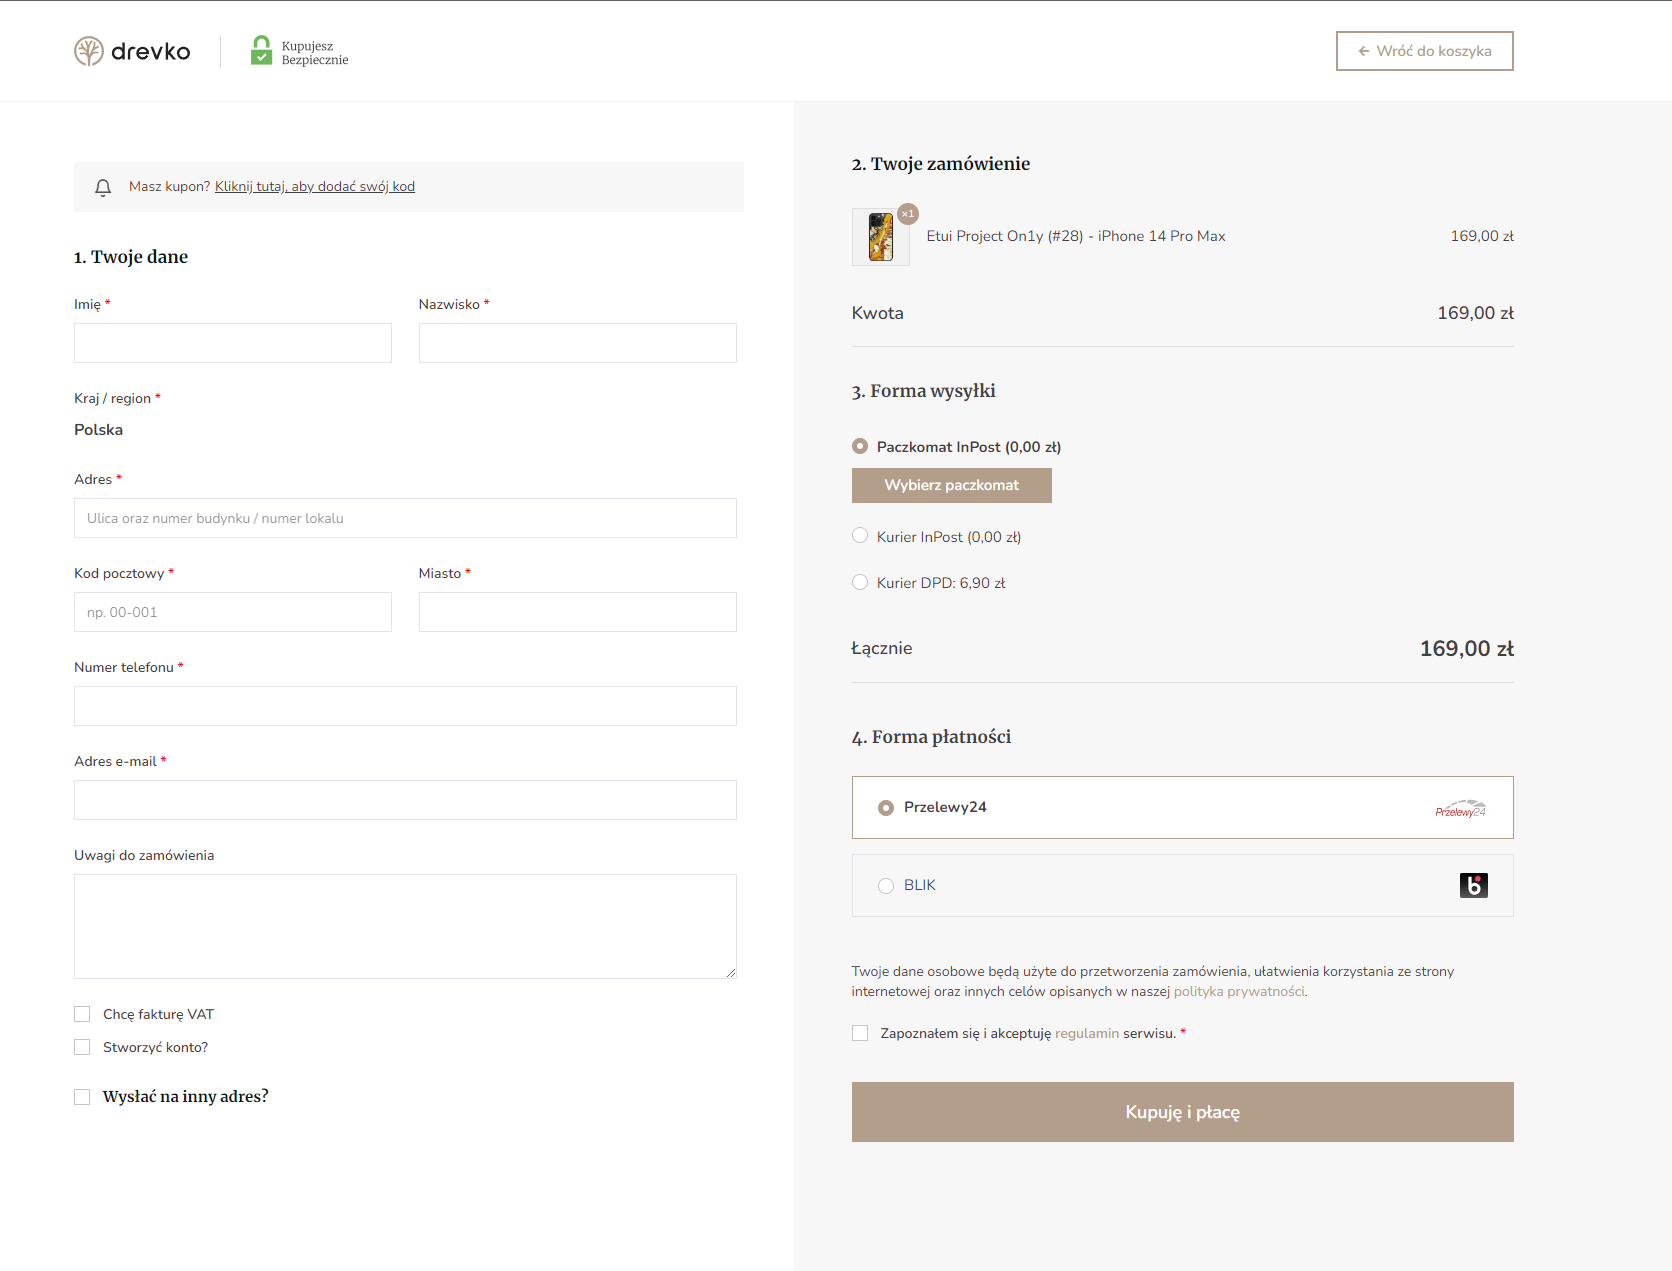 drevko
Kupujesz
Bezpiecznie
← Wróć do koszyka
Masz kupon? Kliknij tutaj, aby dodać swój kod
1. Twoje dane
Imię *
Nazwisko *
Kraj / region *
Polska
Adres *
Ulica oraz numer budynku / numer lokalu
Kod pocztowy *
Miasto *
np. 00-001
Numer telefonu *
Adres e-mail *
Uwagi do zamówienia
Chcę fakturę VAT
Stworzyć konto?
Wysłać na inny adres?
2. Twoje zamówienie
×1
Etui Project On1y (#28) - iPhone 14 Pro Max 169,00 zł
Kwota 169,00 zł
3. Forma wysyłki
Paczkomat InPost (0,00 zł)
Wybierz paczkomat
Kurier InPost (0,00 zł)
Kurier DPD: 6,90 zł
Łącznie 169,00 zł
4. Forma płatności
Przelewy24 Przelewy24
BLIK b
Twoje dane osobowe będą użyte do przetworzenia zamówienia, ułatwienia korzystania ze strony
internetowej oraz innych celów opisanych w naszej polityka prywatności.
Zapoznałem się i akceptuję regulamin serwisu. *
Kupuję i płacę